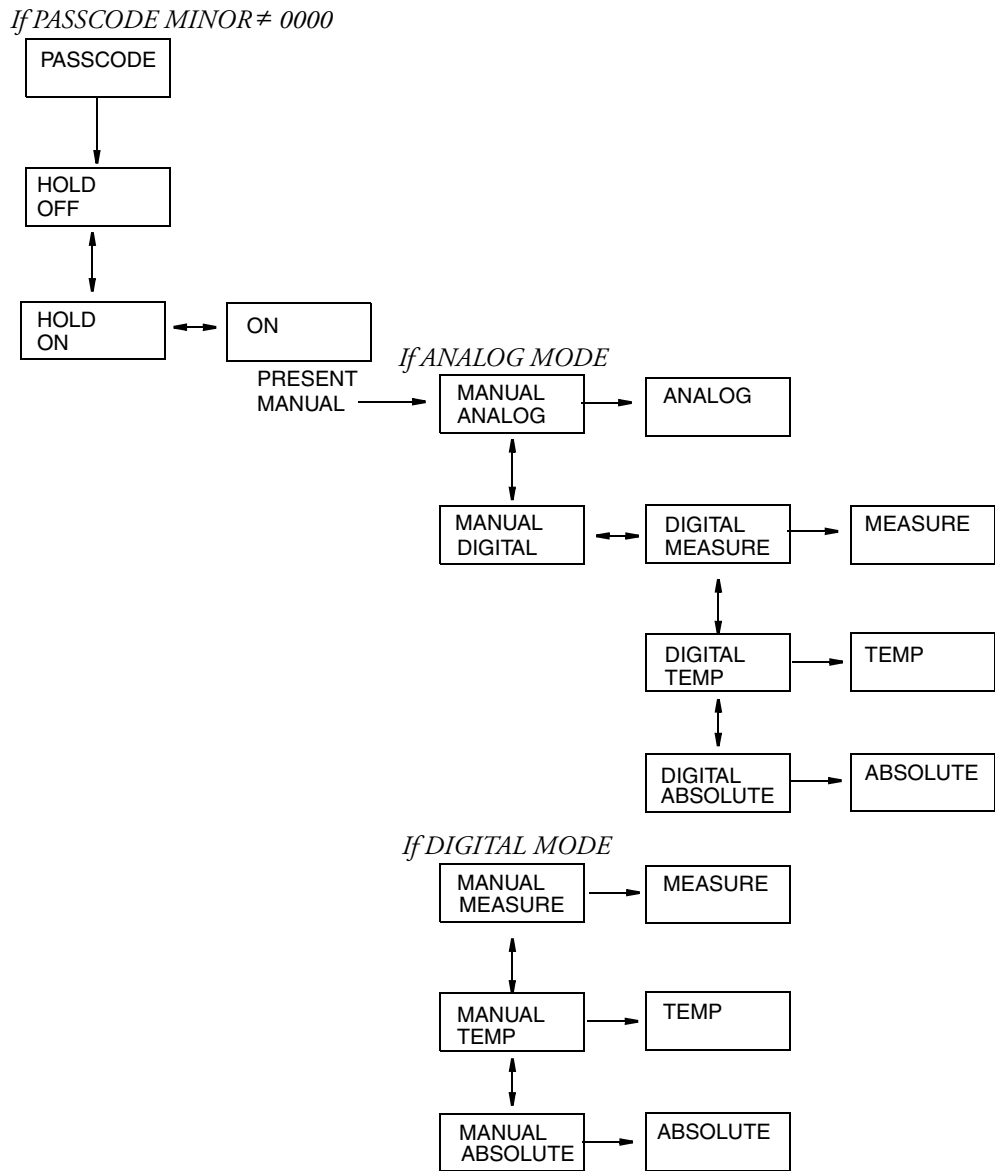 If PASSCODE MINOR ≠ 0000
PASSCODE
HOLD
OFF
HOLD
ON
ON
PRESENT
MANUAL
If ANALOG MODE
MANUAL
ANALOG
ANALOG
MANUAL
DIGITAL
DIGITAL
MEASURE
MEASURE
DIGITAL
TEMP
TEMP
DIGITAL
ABSOLUTE
ABSOLUTE
If DIGITAL MODE
MANUAL
MEASURE
MEASURE
MANUAL
TEMP
TEMP
MANUAL
ABSOLUTE
ABSOLUTE